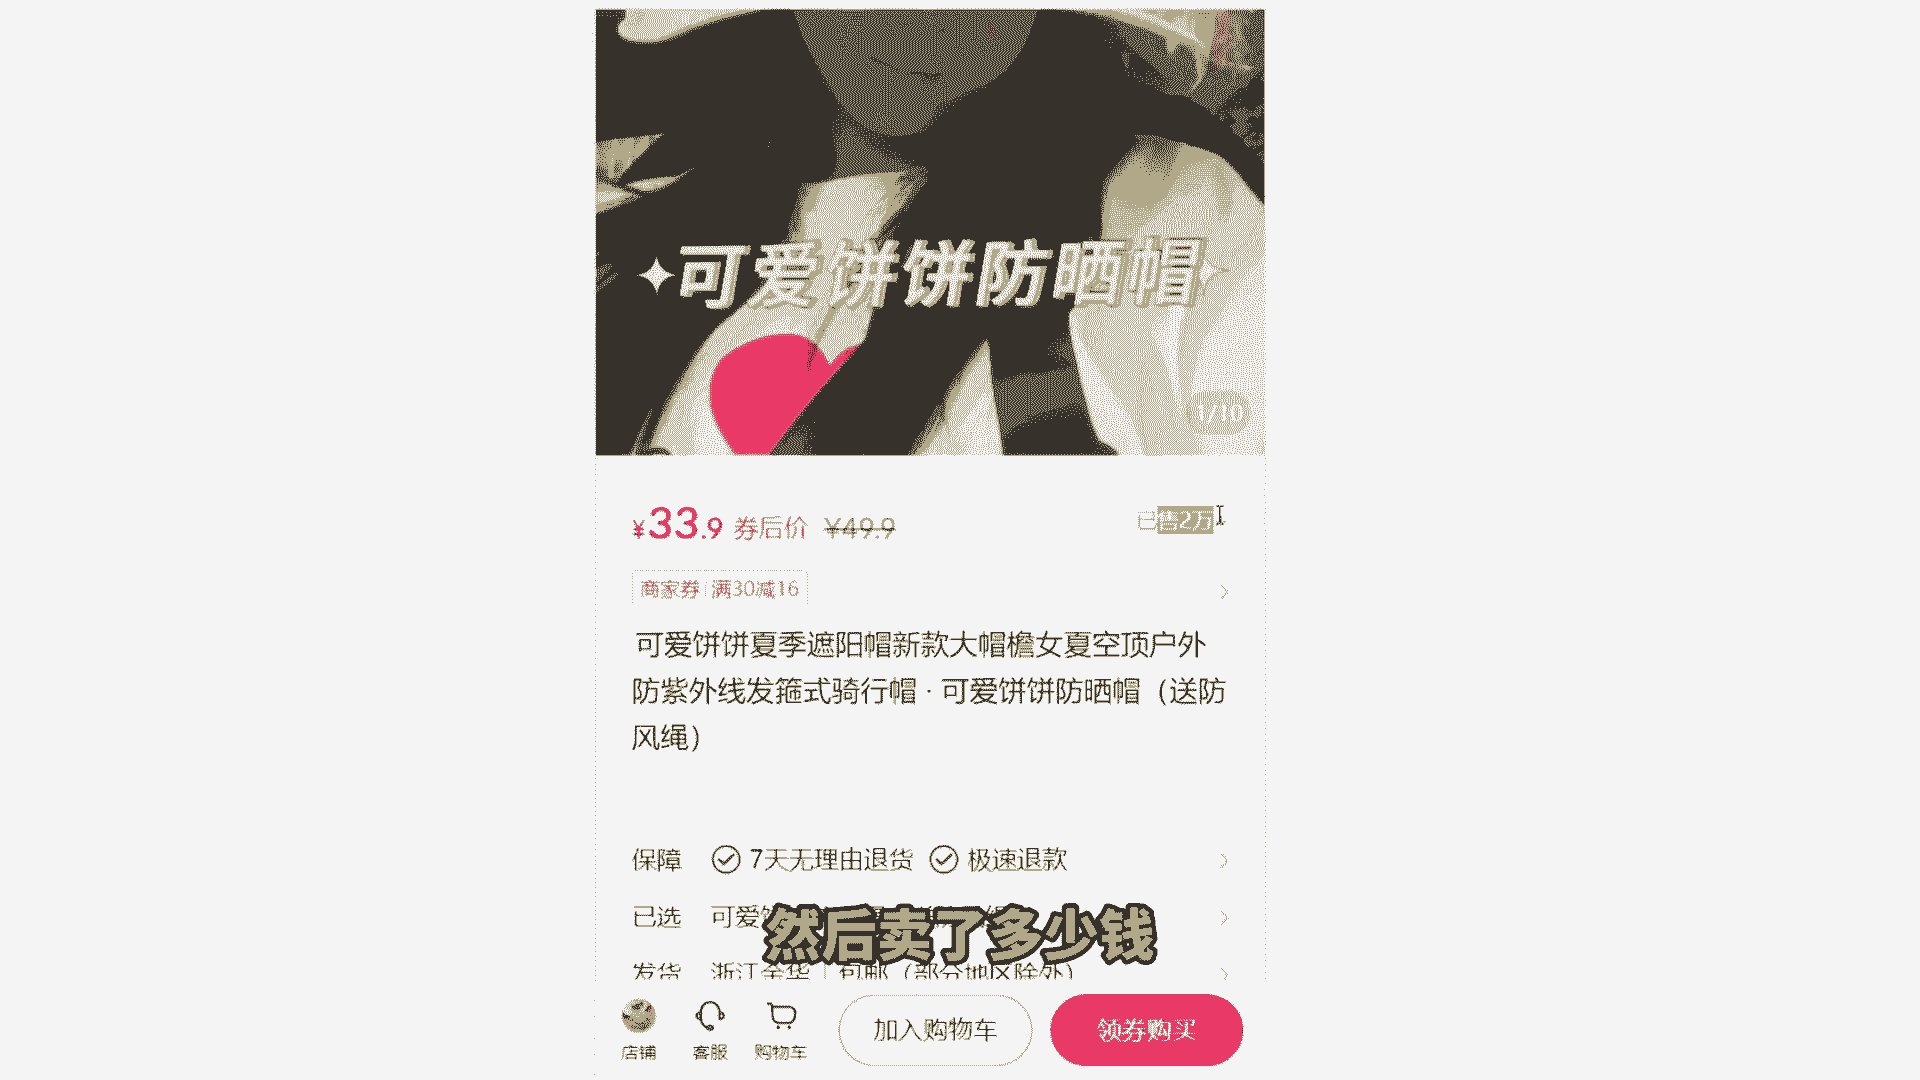 可爱饼饼防晒帽
1/10
¥33.9 券后价 ¥49.9
已售2万
商家券 满30减16
可爱饼饼夏季遮阳帽新款大帽檐女夏空顶户外
防紫外线发箍式骑行帽 · 可爱饼饼防晒帽（送防
风绳）
保障 7天无理由退货 极速退款
已选 可爱
然后卖了多少钱
发货 浙江金华 包邮（部分地区除外）
店铺 客服 购物车 加入购物车 领券购买